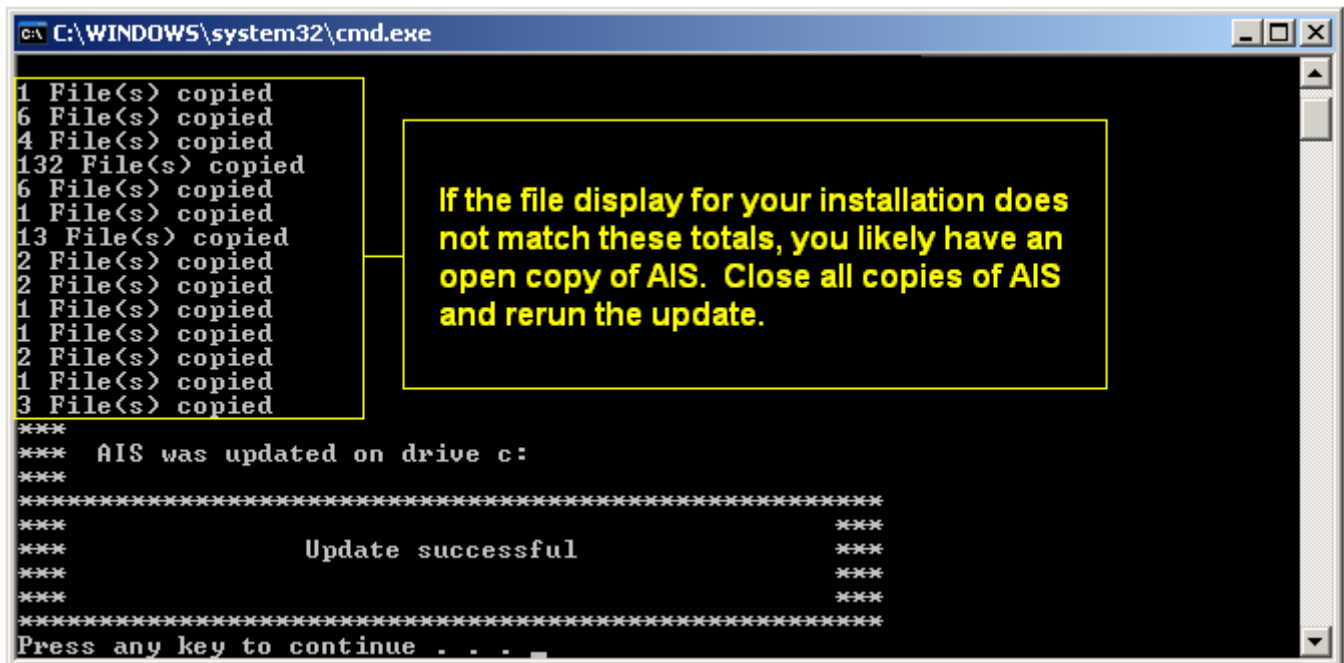 C:\WINDOWS\system32\cmd.exe
1 File(s) copied
6 File(s) copied
4 File(s) copied
132 File(s) copied
6 File(s) copied
1 File(s) copied
13 File(s) copied
2 File(s) copied
2 File(s) copied
1 File(s) copied
1 File(s) copied
2 File(s) copied
1 File(s) copied
3 File(s) copied
If the file display for your installation does
not match these totals, you likely have an
open copy of AIS.  Close all copies of AIS
and rerun the update.
***
***  AIS was updated on drive c:
***
******************************************************
***                                                ***
***               Update successful                ***
***                                                ***
***                                                ***
******************************************************
Press any key to continue . . . _